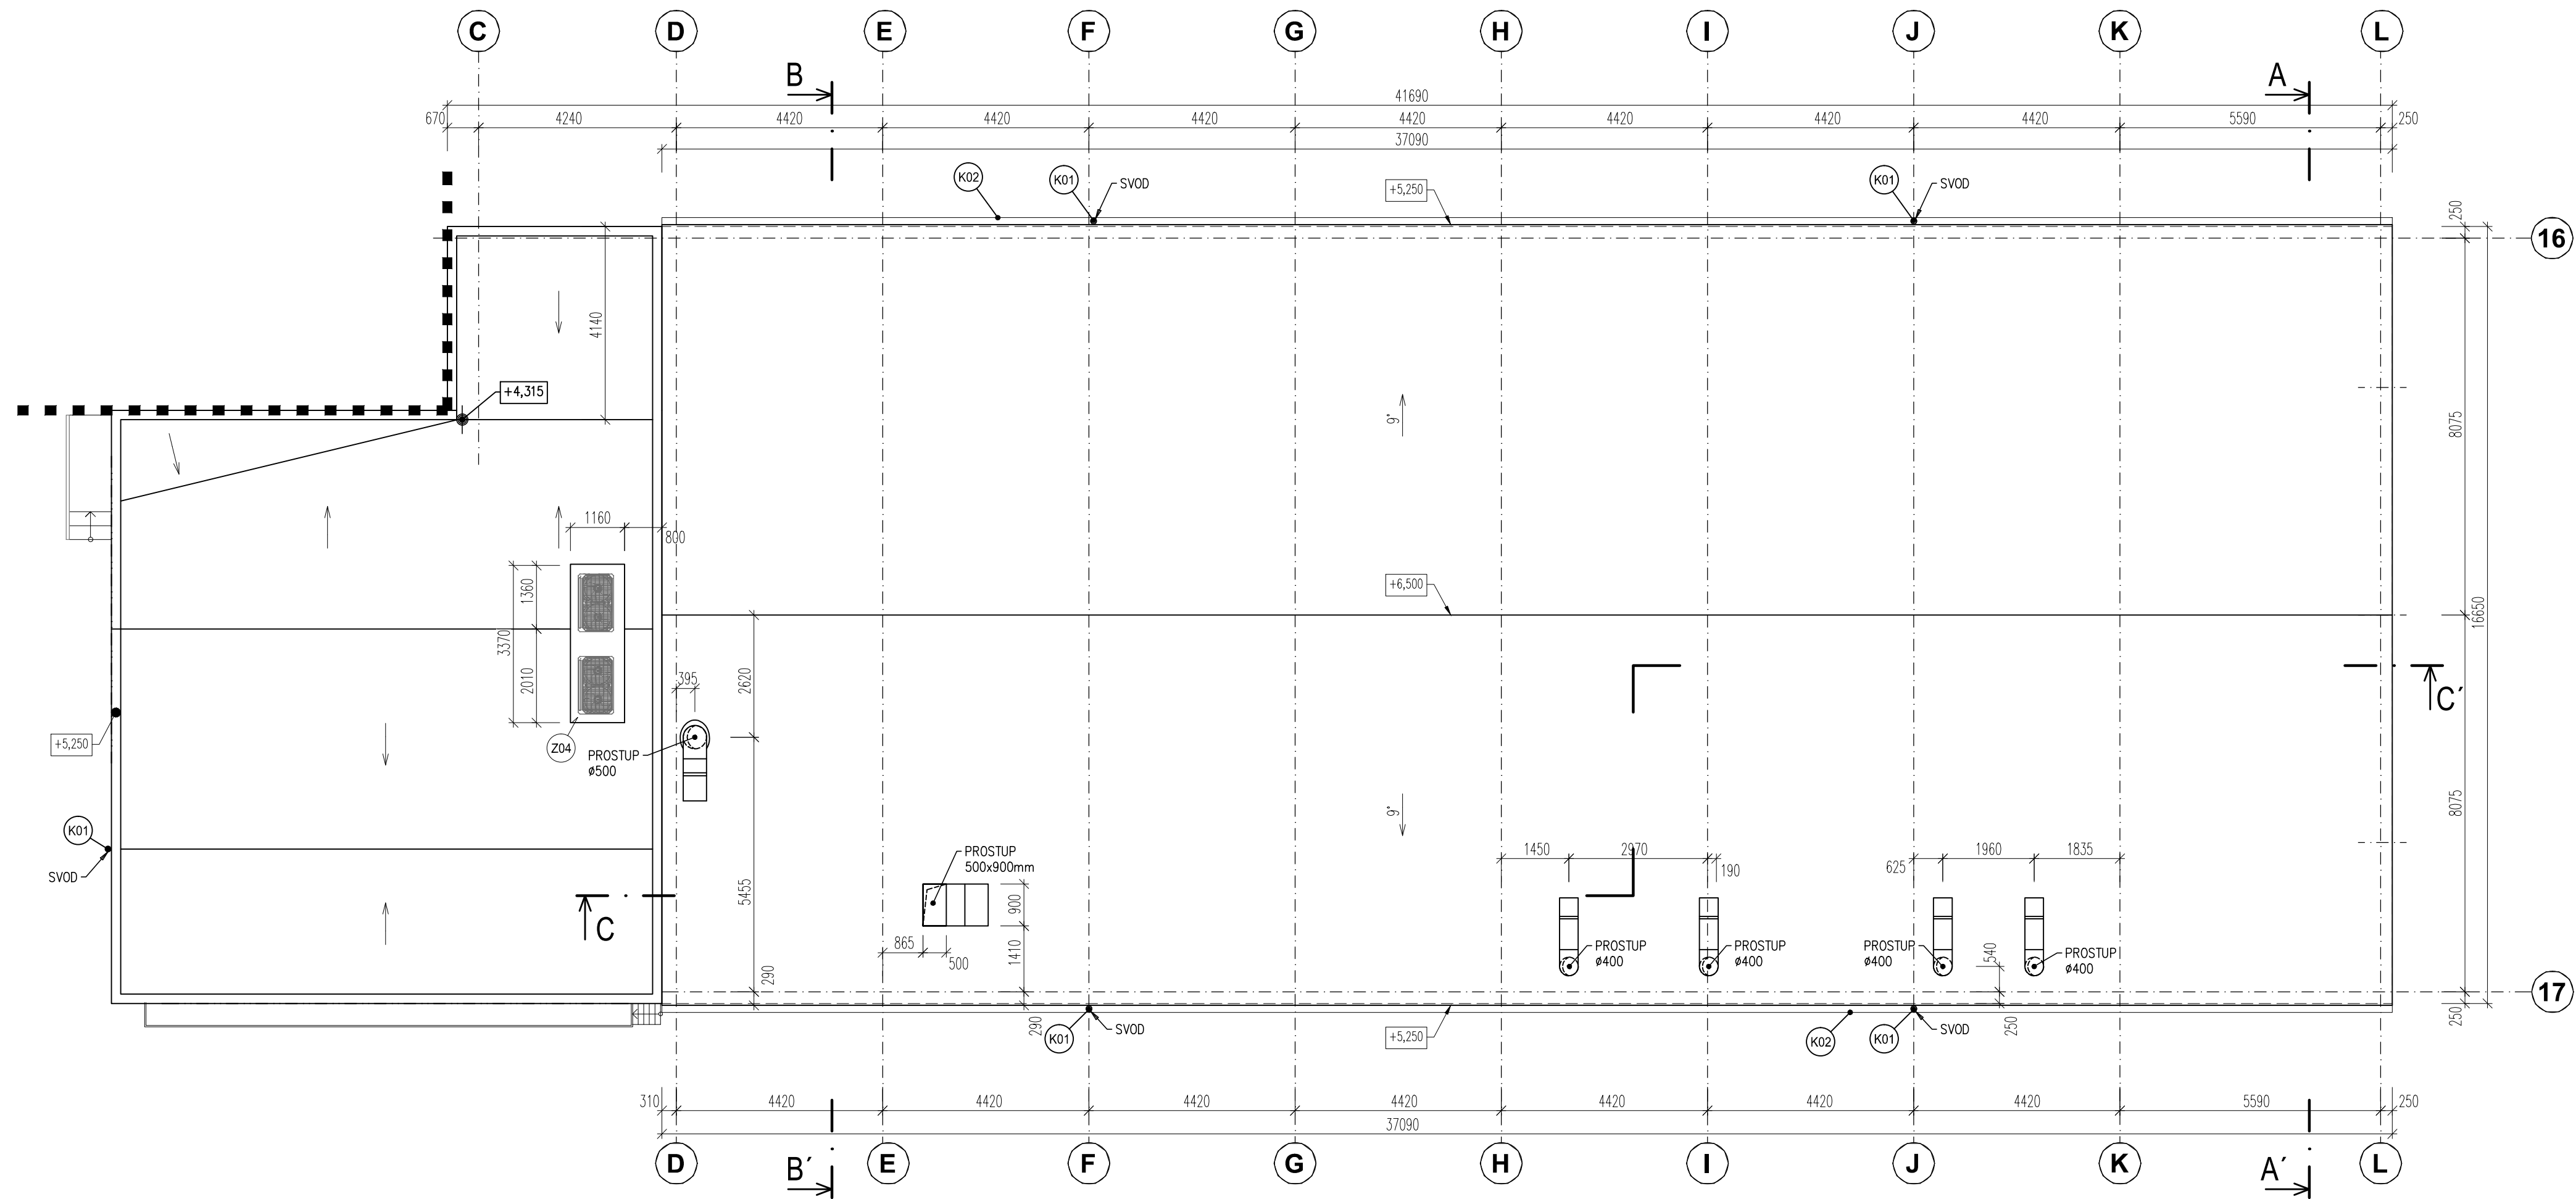 C D E F G H I J K L
B A
41690
670 4240 4420 4420 4420 4420 4420 4420 4420 5590 250
37090
K02 K01 SVOD +5,250 K01 SVOD
250
16
4140
+4,315
9°
8075
1160
800
1360
3370
+6,500
16650
2010
395
2620
C´
+5,250
Z04
PROSTUP
ø500
9°
8075
K01
SVOD
PROSTUP
500x900mm
1450 2970 190
625 1960 1835
5455
900
C
865
500
1410
PROSTUP
ø400
PROSTUP
ø400
PROSTUP
ø400
540
PROSTUP
ø400
290
17
290
K01 SVOD
+5,250
K02 K01 SVOD
250
250
310 4420 4420 4420 4420 4420 4420 4420 5590 250
37090
D E F G H I J K L
B´ A´